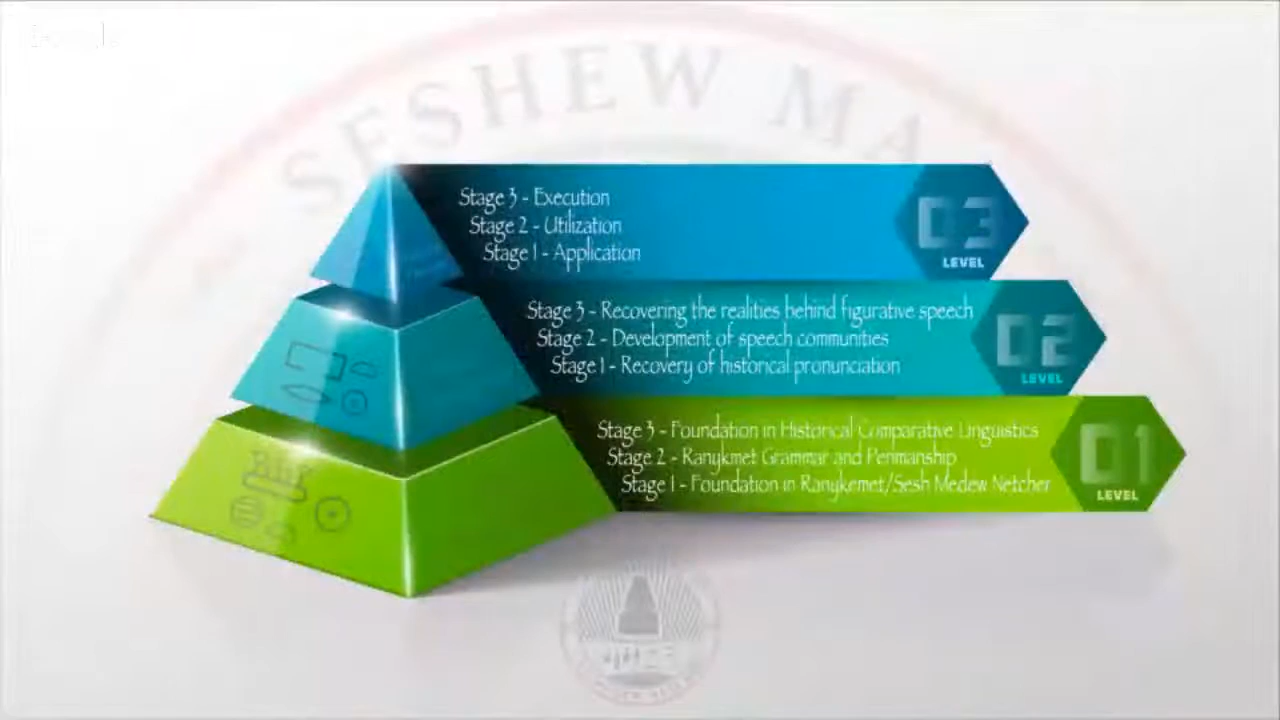 SESHEW MA
Stage 3 - Execution
Stage 2 - Utilization
Stage 1 - Application
03
LEVEL
Stage 3 - Recovering the realities behind figurative speech
Stage 2 - Development of speech communities
Stage 1 - Recovery of historical pronunciation
02
LEVEL
Stage 3 - Foundation in Historical Comparative Linguistics
Stage 2 - Ranykmet Grammar and Penmanship
Stage 1 - Foundation in Ranykemet/Sesh Medew Netcher
01
LEVEL